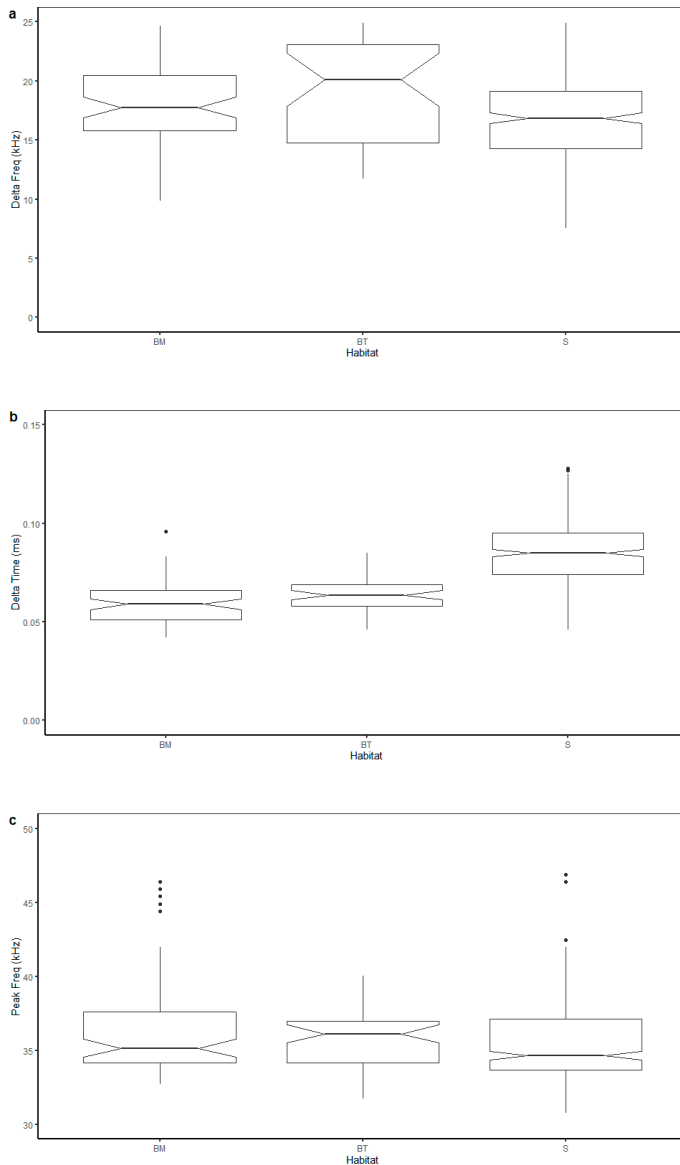 a
25
20
15
10
5
0
Delta Freq (kHz)
BM BT S
Habitat
b
0.15
0.10
0.05
0.00
Delta Time (ms)
BM BT S
Habitat
c
50
45
40
35
30
Peak Freq (kHz)
BM BT S
Habitat